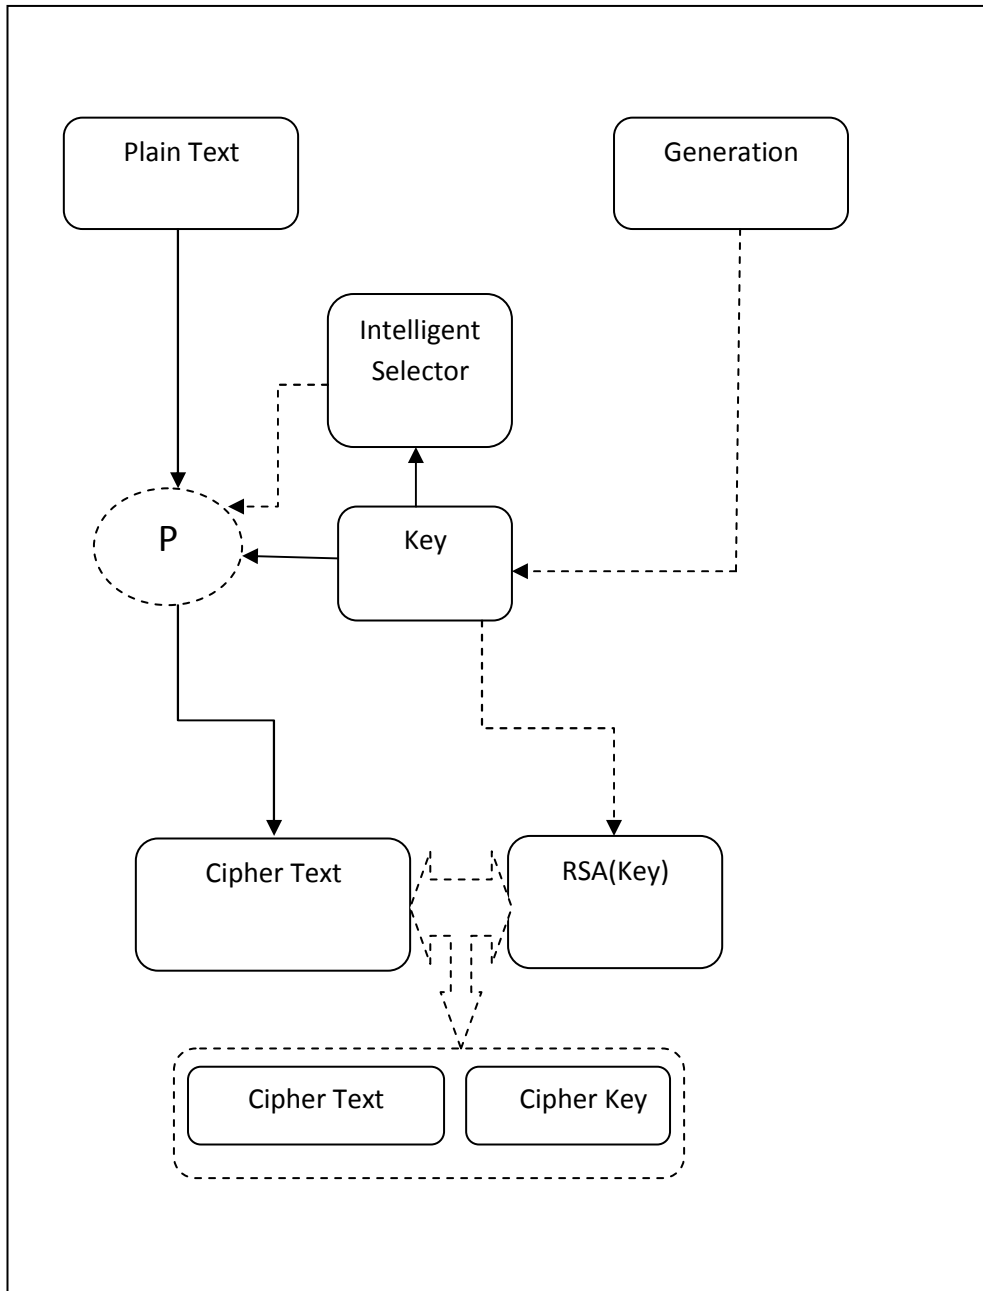 Plain Text
Generation
Intelligent
Selector
P
Key
Cipher Text
RSA(Key)
Cipher Text
Cipher Key